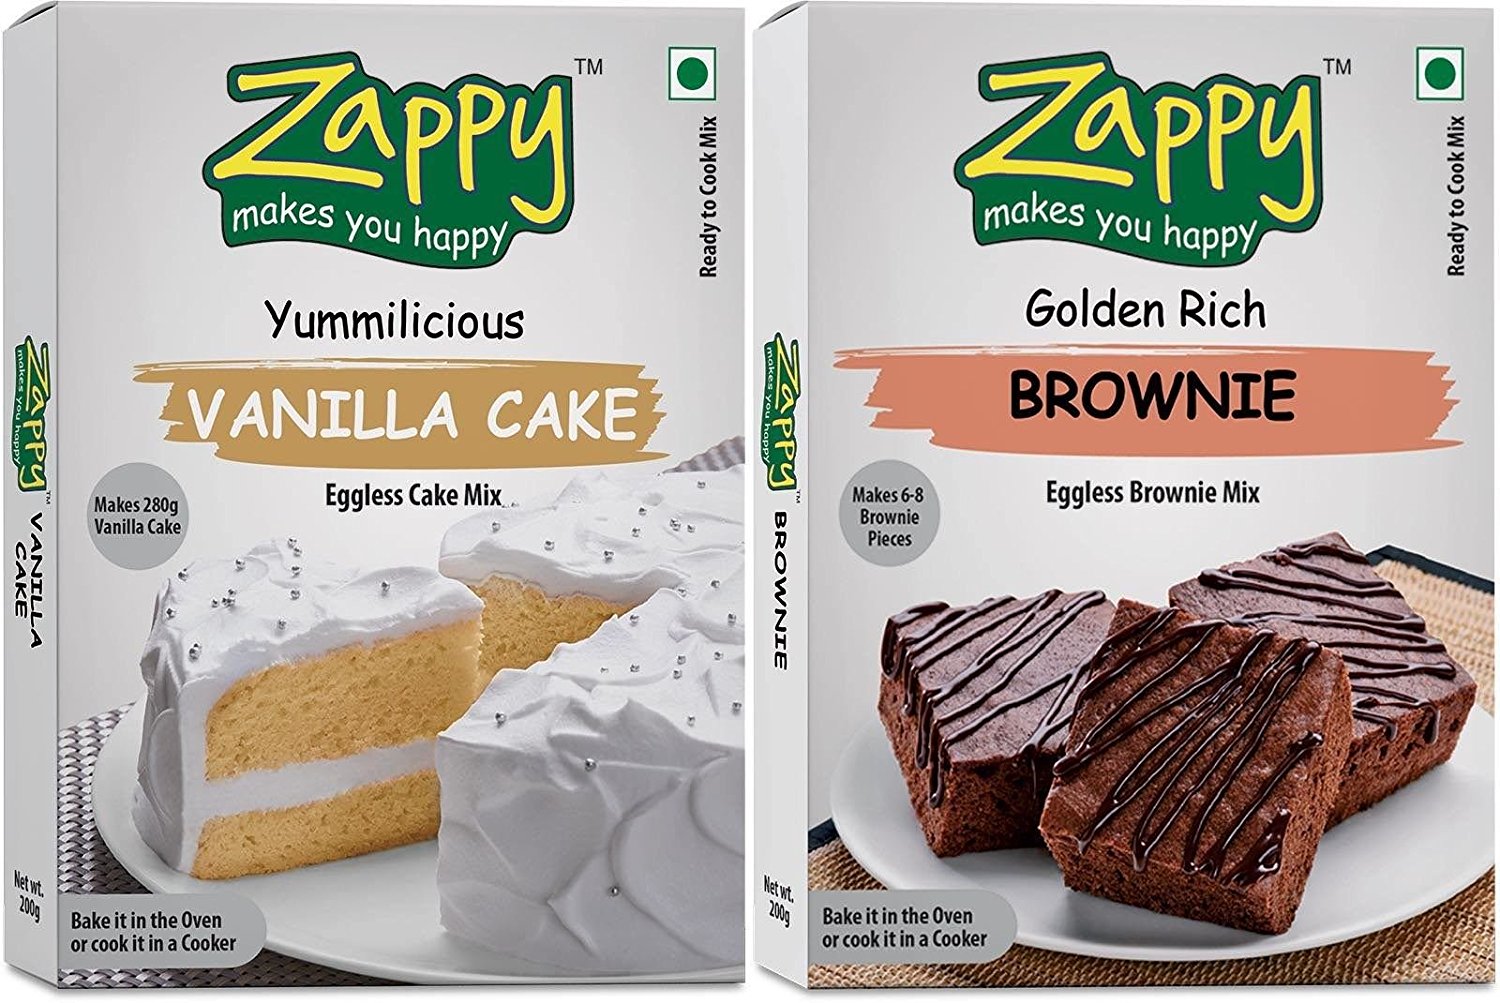 Zappy TM
makes you happy
Ready to Cook Mix
Yummilicious
VANILLA CAKE
Eggless Cake Mix
Makes 280g
Vanilla Cake
Bake it in the Oven
or cook it in a Cooker
Zappy TM
makes you happy
VANILLA
CAKE
Net wt.
200g
Zappy TM
makes you happy
Ready to Cook Mix
Golden Rich
BROWNIE
Eggless Brownie Mix
Makes 6-8
Brownie
Pieces
Bake it in the Oven
or cook it in a Cooker
Zappy TM
makes you happy
BROWNIE
Net wt.
200g